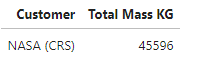 Customer Total Mass KG
NASA (CRS) 45596